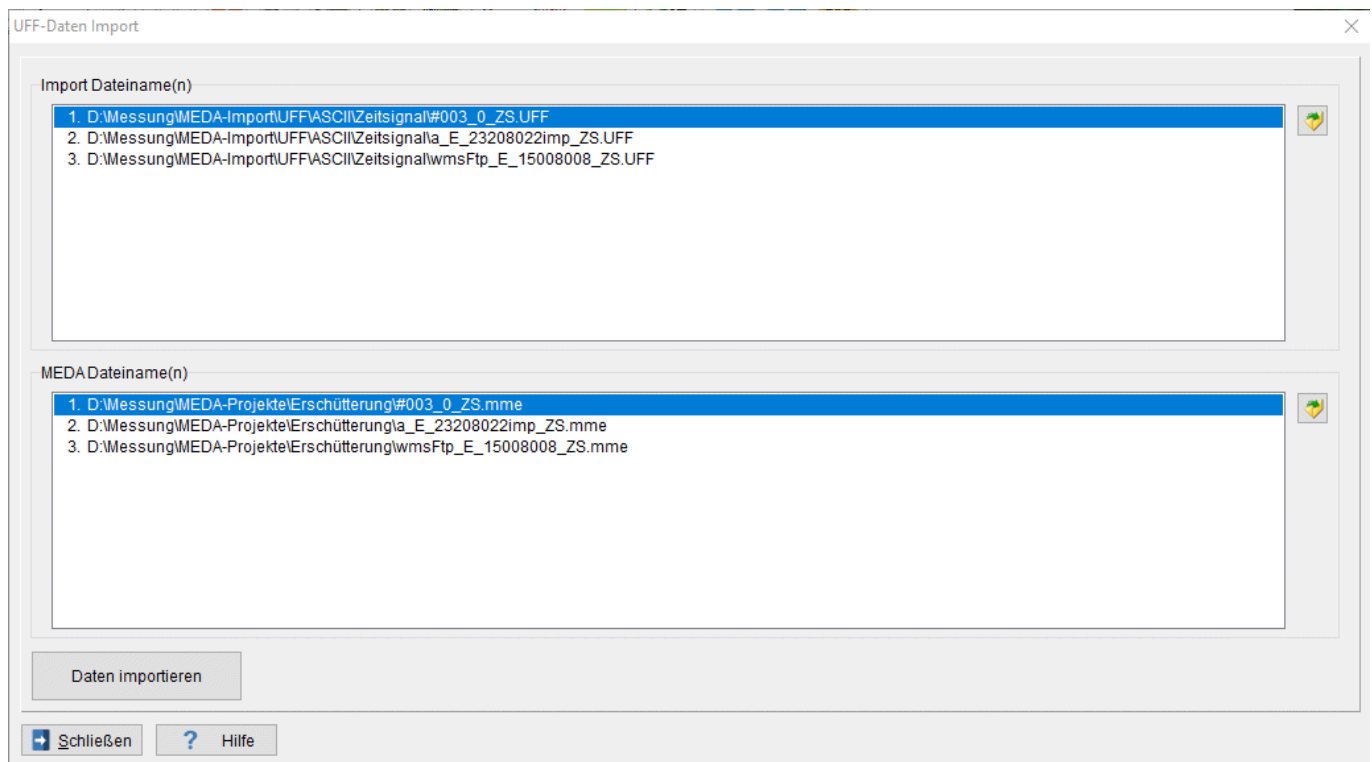 UFF-Daten Import
Import Dateiname(n)
1. D:\Messung\MEDA-Import\UFF\ASCII\Zeitsignal\#003_0_ZS.UFF
2. D:\Messung\MEDA-Import\UFF\ASCII\Zeitsignal\a_E_23208022imp_ZS.UFF
3. D:\Messung\MEDA-Import\UFF\ASCII\Zeitsignal\wmsFtp_E_15008008_ZS.UFF
MEDA Dateiname(n)
1. D:\Messung\MEDA-Projekte\Erschütterung\#003_0_ZS.mme
2. D:\Messung\MEDA-Projekte\Erschütterung\a_E_23208022imp_ZS.mme
3. D:\Messung\MEDA-Projekte\Erschütterung\wmsFtp_E_15008008_ZS.mme
Daten importieren
Schließen
? Hilfe